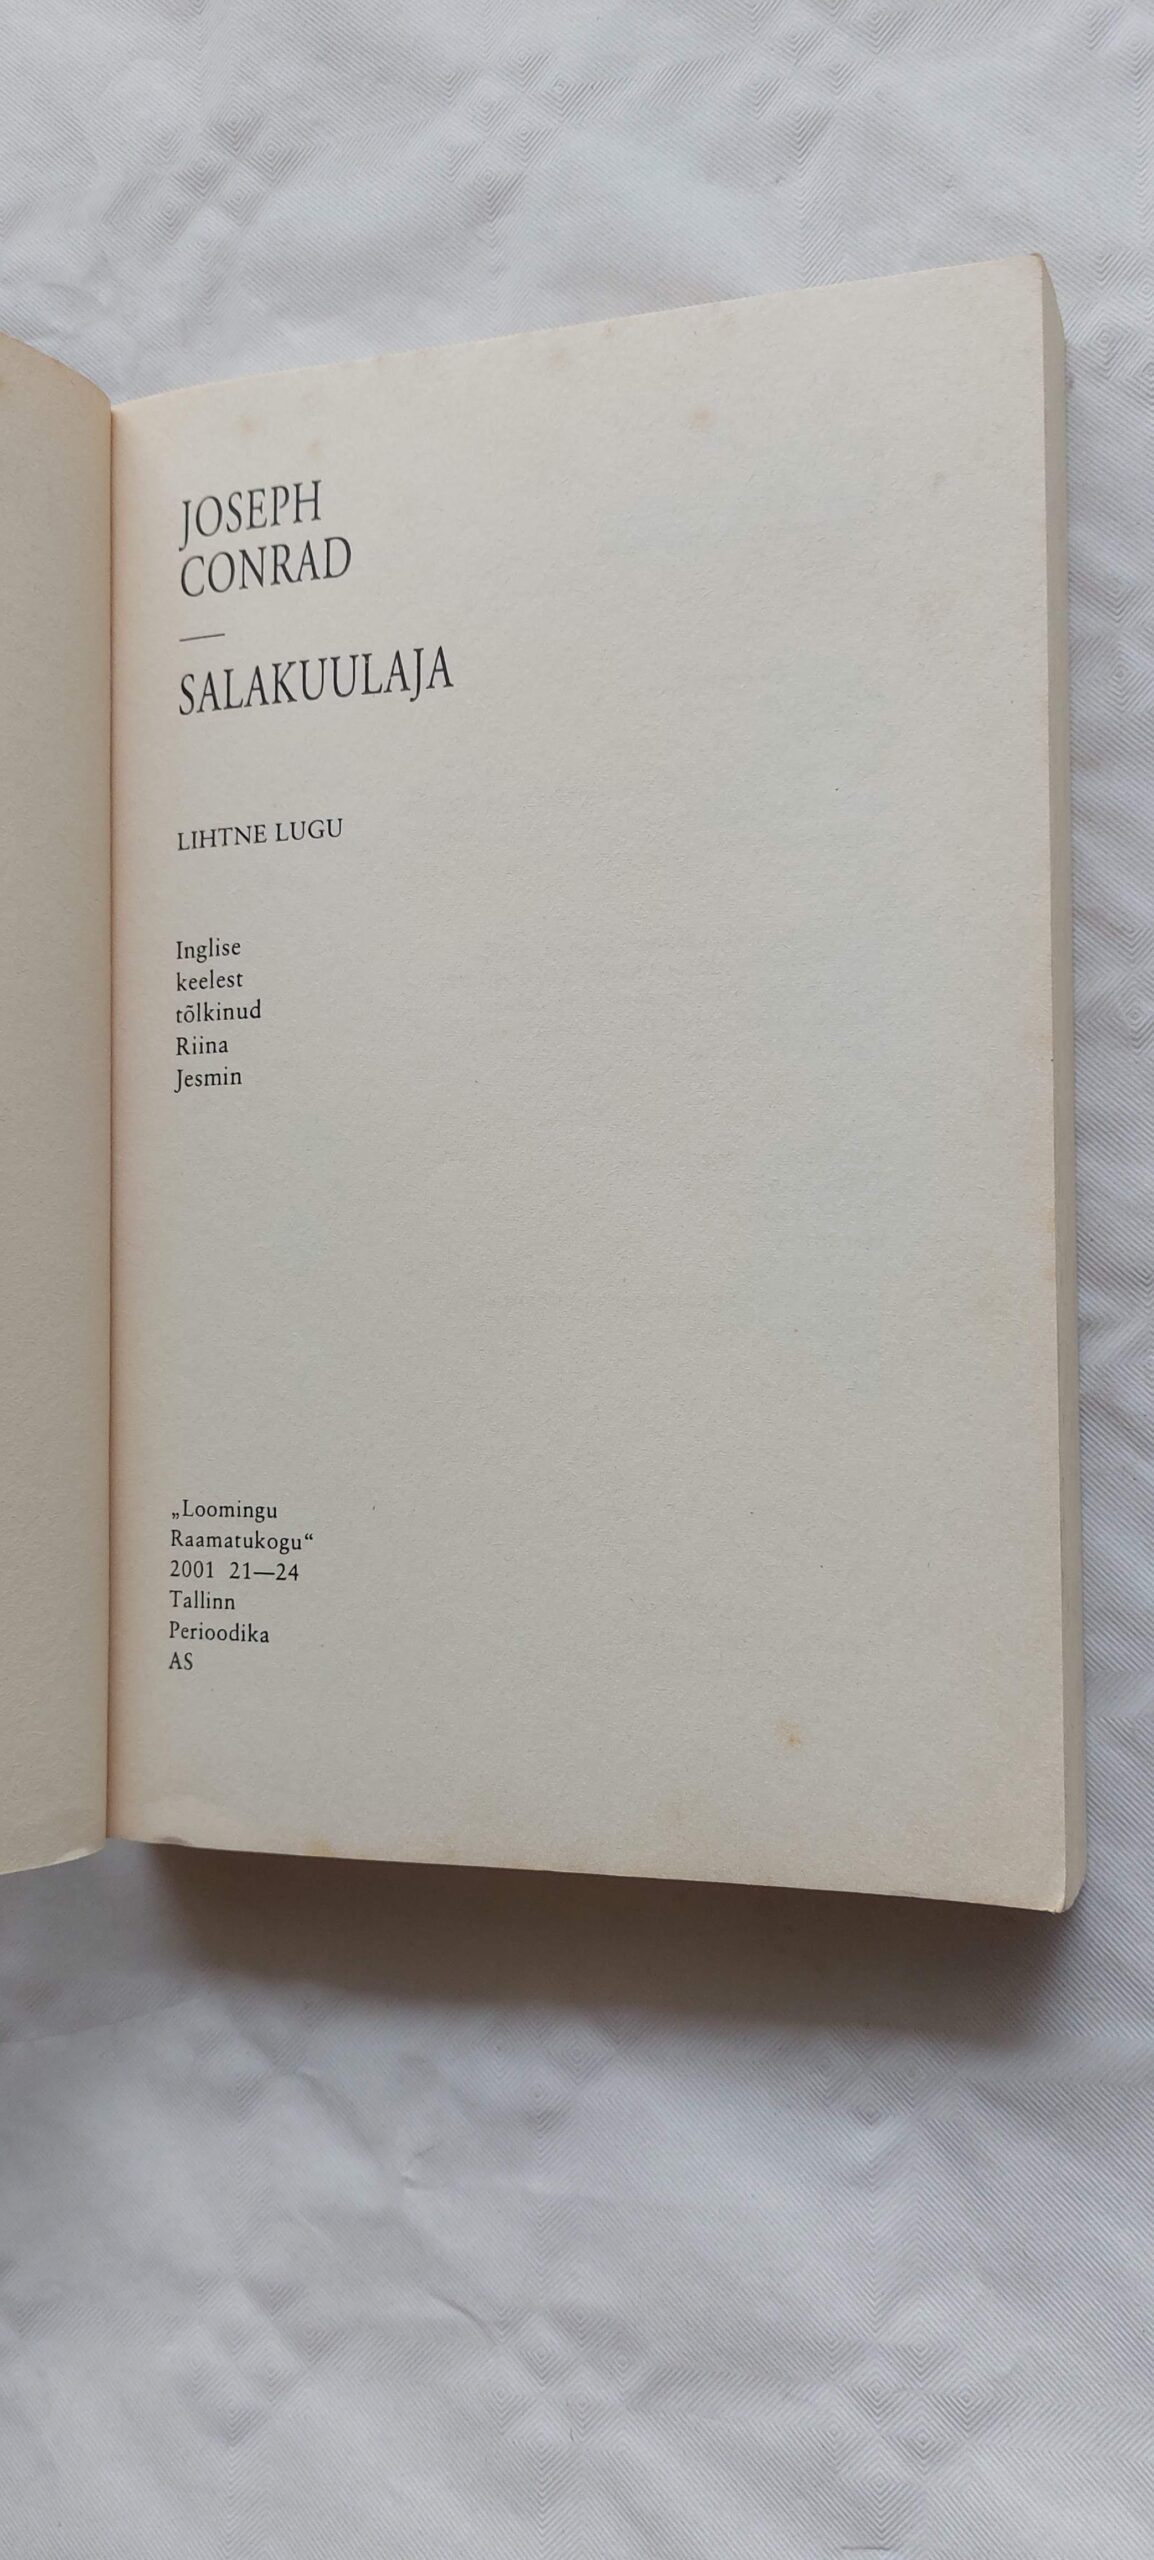 JOSEPH
CONRAD
SALAKUULAJA
LIHTNE LUGU
Inglise
keelest
tõlkinud
Riina
Jesmin
„Loomingu
Raamatukogu“
2001 21—24
Tallinn
Perioodika
AS